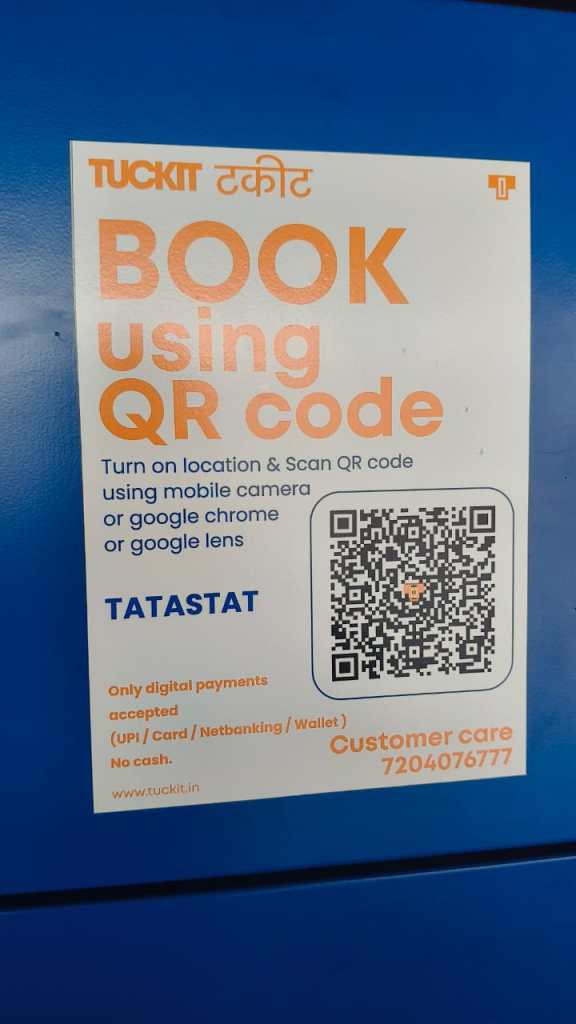 TUCKIT टकीट
BOOK
using
QR code
Turn on location & Scan QR code
using mobile camera
or google chrome
or google lens
TATASTAT
Only digital payments
accepted
(UPI / Card / Netbanking / Wallet )
No cash.
Customer care
7204076777
www.tuckit.in